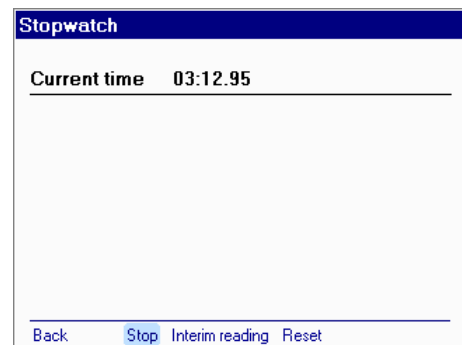 Stopwatch
Current time 03:12.95
Back Stop Interim reading Reset